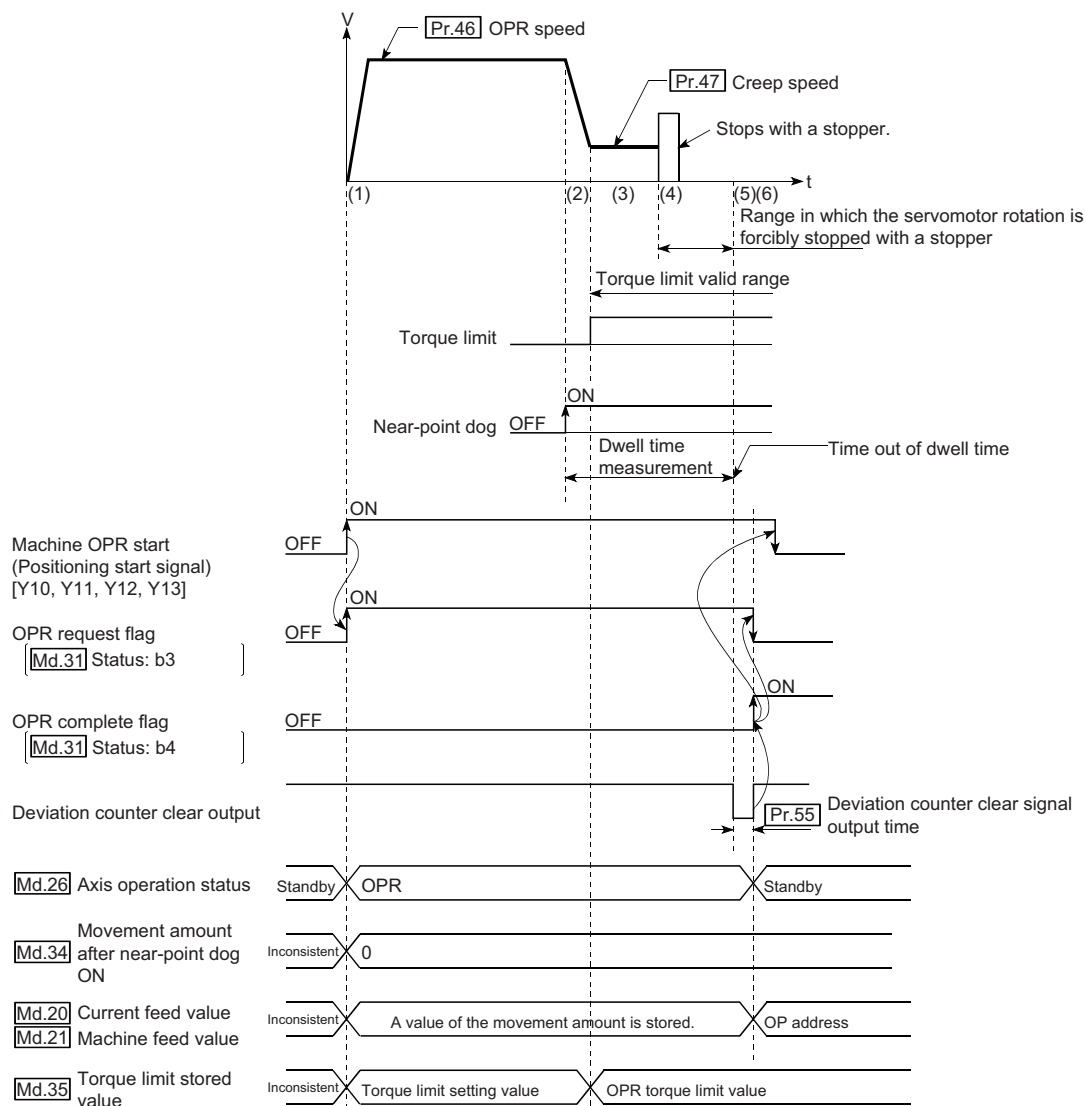 V
Pr.46 OPR speed
Pr.47 Creep speed
Stops with a stopper.
t
(1) (2) (3) (4) (5)(6)
Range in which the servomotor rotation is
forcibly stopped with a stopper
Torque limit valid range
Torque limit
ON
Near-point dog OFF
Dwell time
measurement
Time out of dwell time
ON
OFF
Machine OPR start
(Positioning start signal)
[Y10, Y11, Y12, Y13]
ON
OPR request flag
OFF
Md.31 Status: b3
ON
OPR complete flag
OFF
Md.31 Status: b4
Deviation counter clear output
Pr.55 Deviation counter clear signal
output time
Md.26 Axis operation status Standby OPR Standby
Movement amount
Md.34 after near-point dog Inconsistent 0
ON
Md.20 Current feed value
Md.21 Machine feed value
Inconsistent A value of the movement amount is stored. OP address
Md.35 Torque limit stored
value
Inconsistent Torque limit setting value OPR torque limit value